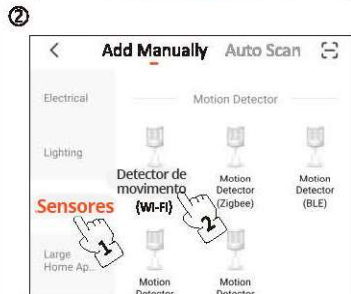 ②
Add Manually Auto Scan
Electrical
Motion Detector
Lighting
Detector de
movimento
(WI-FI)
Motion
Detector
(Zigbee)
Motion
Detector
(BLE)
Sensores
1
2
Large
Home Ap...
Motion
Detector
Motion
Detector